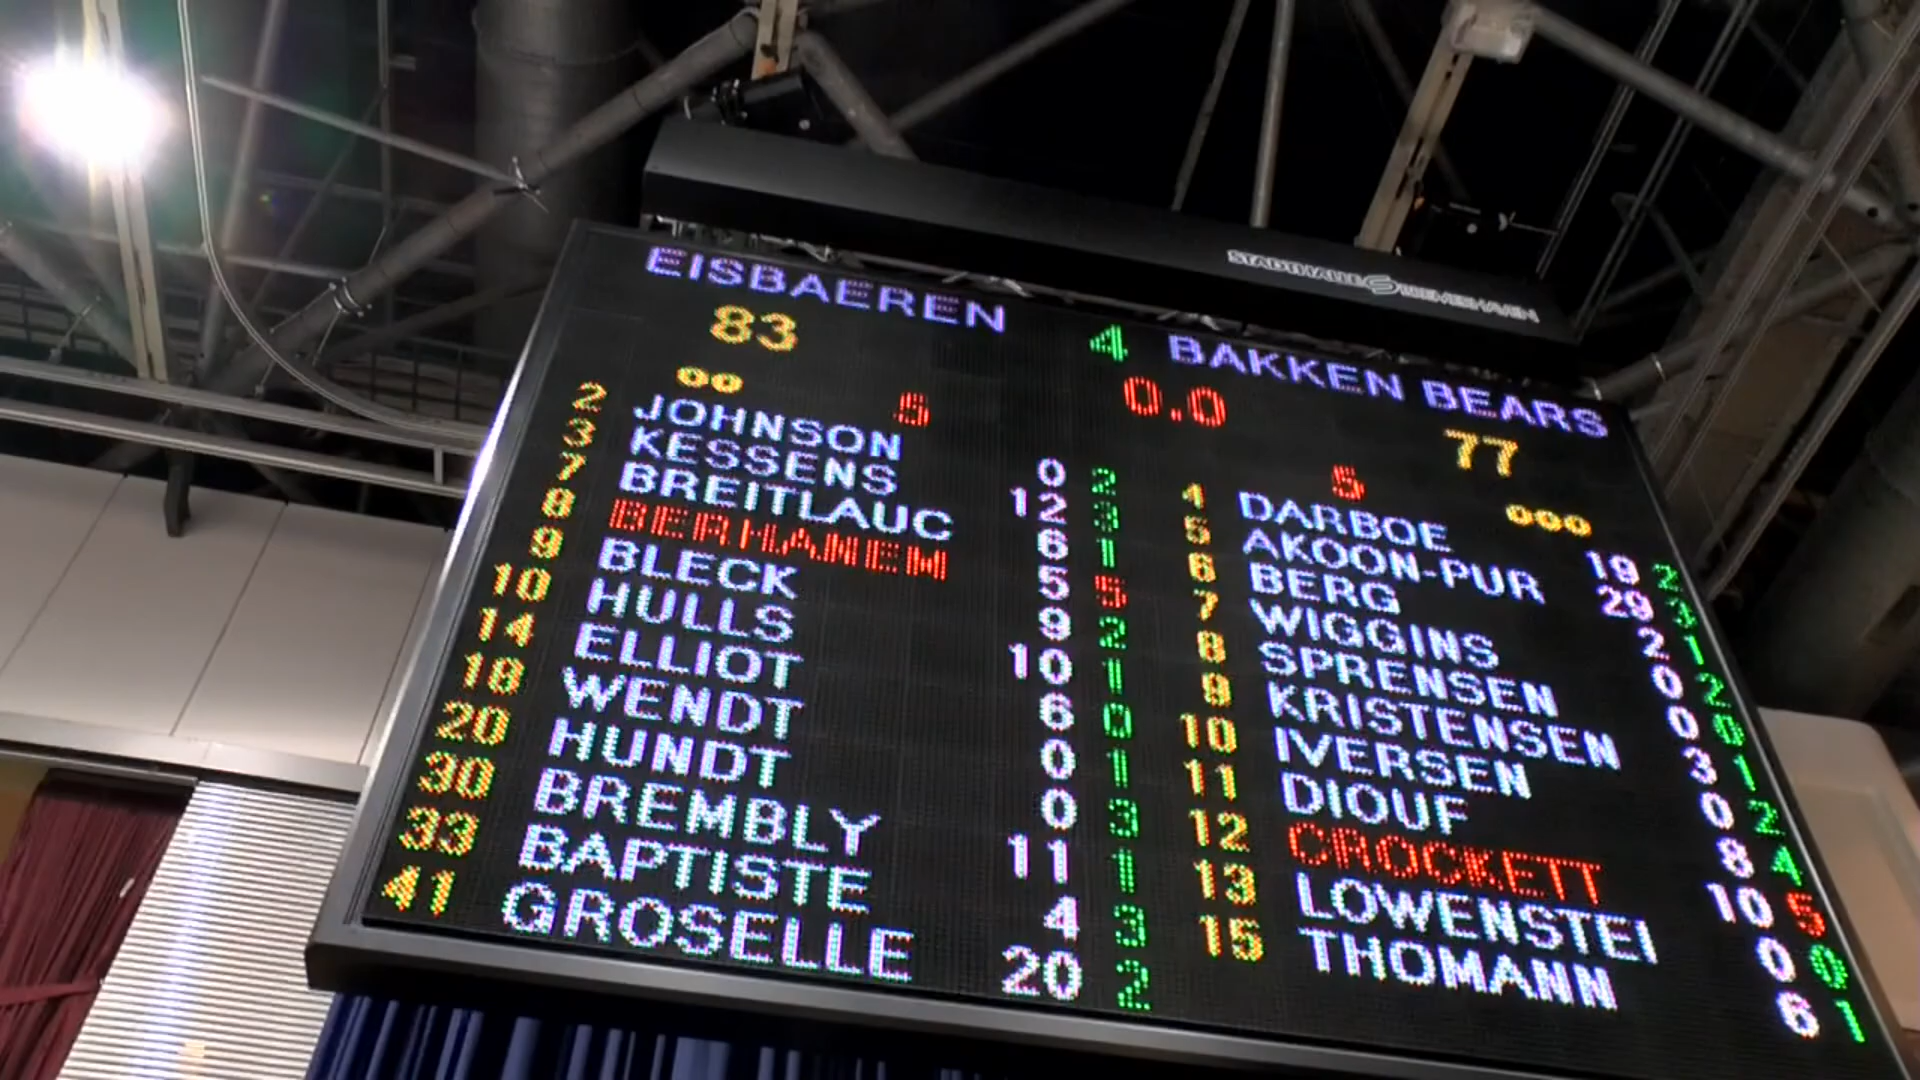 STADTHALLE BREMERHAVEN
EISBAEREN 4 BAKKEN BEARS
83 0.0 77
5 5
2 JOHNSON 0 2
3 KESSENS 12 3
7 BREITLAUC 6 1
8 BERHANEM 5 5
9 BLECK 9 2
10 HULLS 10 1
14 ELLIOT 6 0
18 WENDT 0 1
20 HUNDT 0 3
30 BREMBLY 11 1
33 BAPTISTE 4 3
41 GROSELLE 20 2
4 DARBOE 19 2
5 AKOON-PUR 29 3
6 BERG 2 1
7 WIGGINS 0 2
8 SPRENSEN 0 0
9 KRISTENSEN 3 1
10 IVERSEN 0 2
11 DIOUF 8 4
12 CROCKETT 10 5
13 LOWENSTEI 0 0
15 THOMANN 6 1